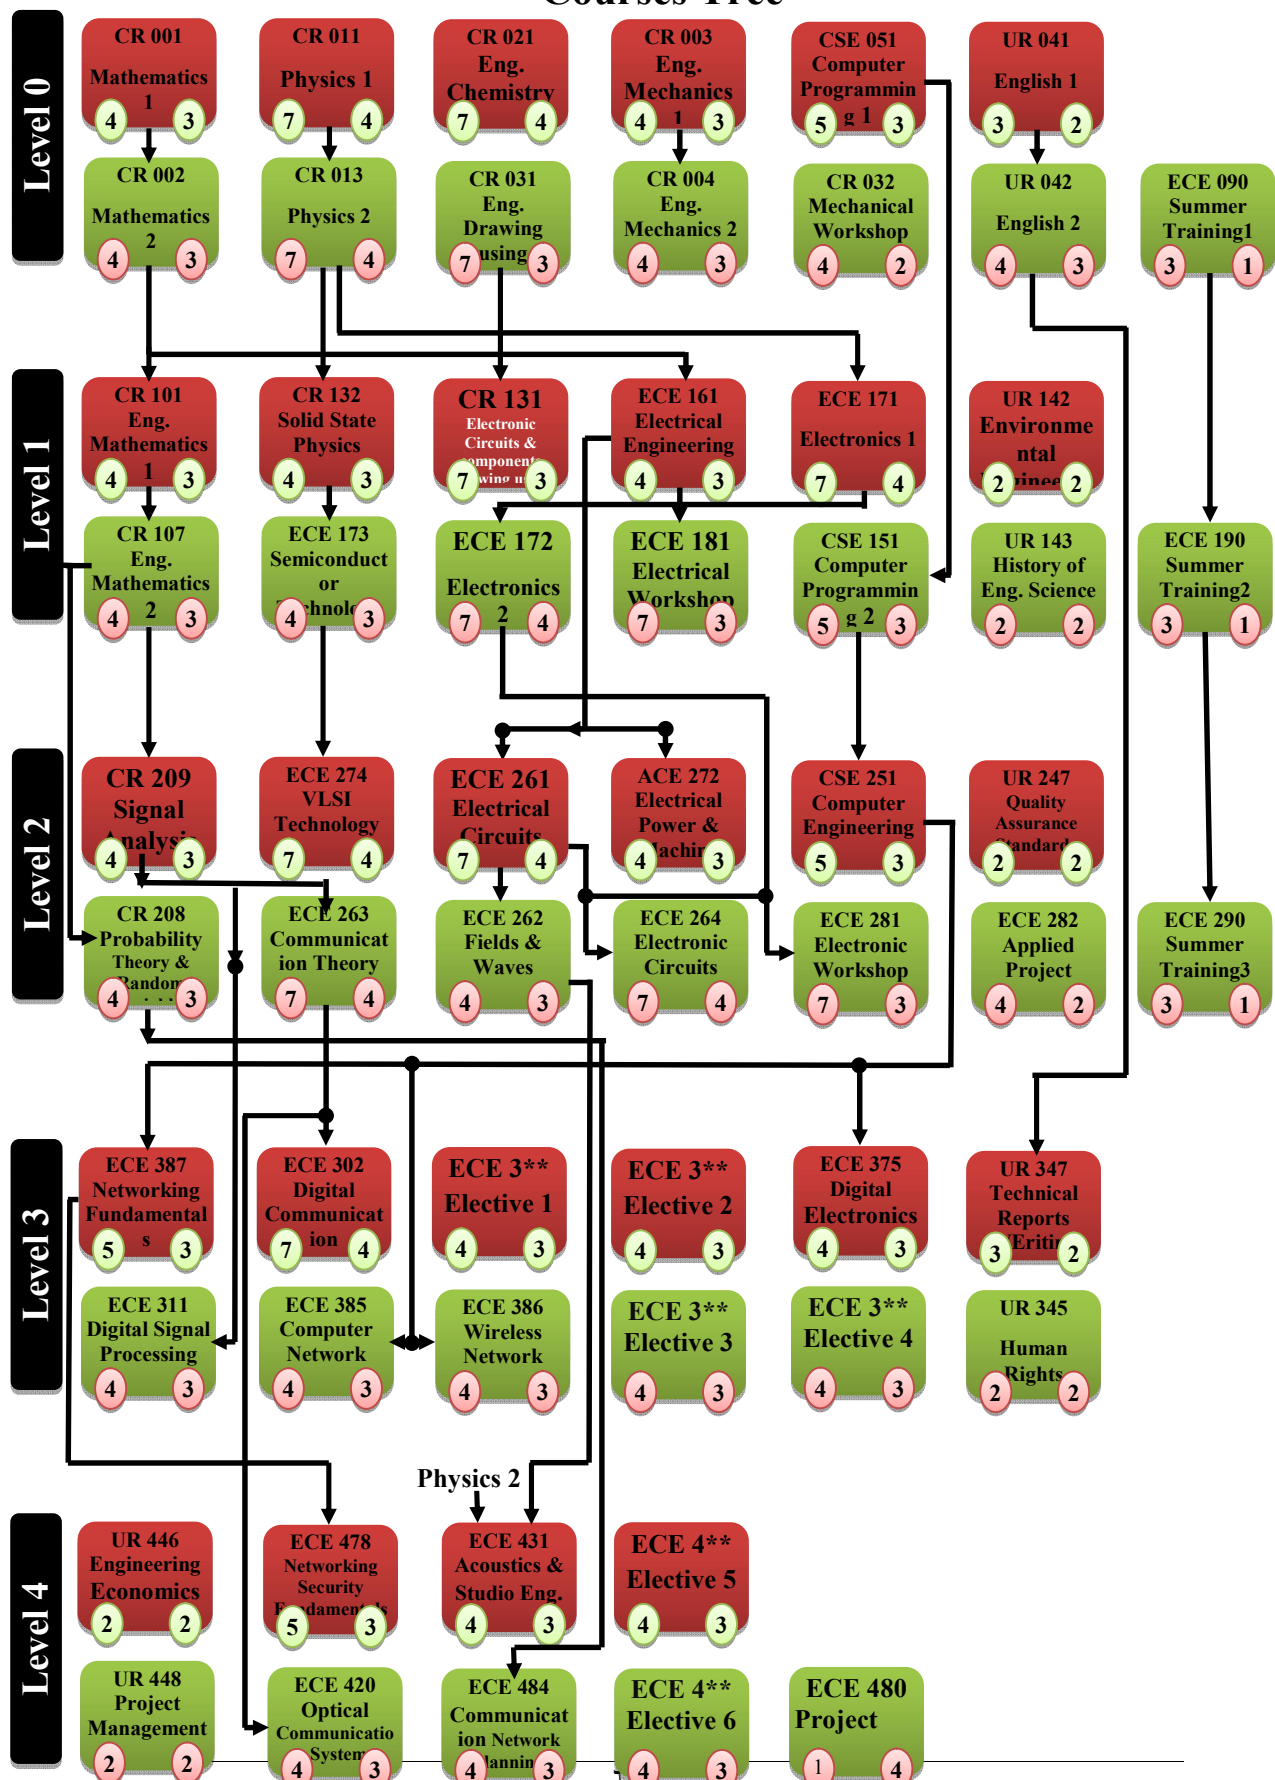 Courses Tree
Level 0
CR 001
Mathematics
1
4 3
CR 011
Physics 1
7 4
CR 021
Eng.
Chemistry
7 4
CR 003
Eng.
Mechanics
1
4 3
CSE 051
Computer
Programmin
g 1
5 3
UR 041
English 1
3 2
CR 002
Mathematics
2
4 3
CR 013
Physics 2
7 4
CR 031
Eng.
Drawing
using
7 3
CR 004
Eng.
Mechanics 2
4 3
CR 032
Mechanical
Workshop
4 2
UR 042
English 2
4 3
ECE 090
Summer
Training1
3 1
Level 1
CR 101
Eng.
Mathematics
1
4 3
CR 132
Solid State
Physics
4 3
CR 131
Electronic
Circuits &
components
7 3
ECE 161
Electrical
Engineering
4 3
ECE 171
Electronics 1
7 4
UR 142
Environme
ntal
Engineer
2 2
CR 107
Eng.
Mathematics
2
4 3
ECE 173
Semiconduct
or
Technolo
4 3
ECE 172
Electronics
2
7 4
ECE 181
Electrical
Workshop
7 3
CSE 151
Computer
Programmin
g 2
5 3
UR 143
History of
Eng. Science
2 2
ECE 190
Summer
Training2
3 1
Level 2
CR 209
Signal
Analysis
4 3
ECE 274
VLSI
Technology
7 4
ECE 261
Electrical
Circuits
7 4
ACE 272
Electrical
Power &
Machin
4 3
CSE 251
Computer
Engineering
5 3
UR 247
Quality
Assurance
Standard
2 2
CR 208
Probability
Theory &
Random
4 3
ECE 263
Communicat
ion Theory
7 4
ECE 262
Fields &
Waves
4 3
ECE 264
Electronic
Circuits
7 4
ECE 281
Electronic
Workshop
7 3
ECE 282
Applied
Project
4 2
ECE 290
Summer
Training3
3 1
Level 3
ECE 387
Networking
Fundamental
s
5 3
ECE 302
Digital
Communicat
ion
7 4
ECE 3**
Elective 1
4 3
ECE 3**
Elective 2
4 3
ECE 375
Digital
Electronics
4 3
UR 347
Technical
Reports
WEritin
3 2
ECE 311
Digital Signal
Processing
4 3
ECE 385
Computer
Network
4 3
ECE 386
Wireless
Network
4 3
ECE 3**
Elective 3
4 3
ECE 3**
Elective 4
4 3
UR 345
Human
Rights
2 2
Physics 2
Level 4
UR 446
Engineering
Economics
2 2
ECE 478
Networking
Security
Fundamentals
5 3
ECE 431
Acoustics &
Studio Eng.
4 3
ECE 4**
Elective 5
4 3
UR 448
Project
Management
2 2
ECE 420
Optical
Communicatio
System
4 3
ECE 484
Communicat
ion Network
Plannin
4 3
ECE 4**
Elective 6
4 3
ECE 480
Project
1 4